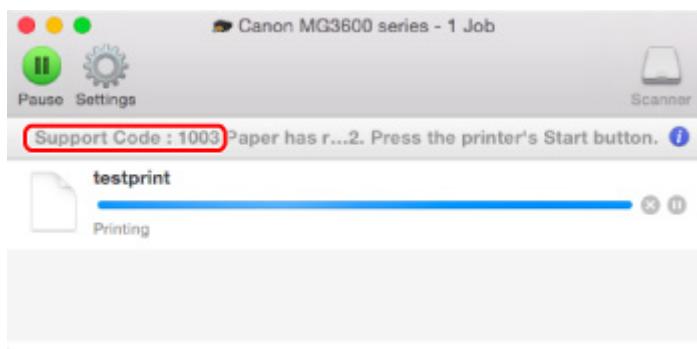 Canon MG3600 series - 1 Job
Pause Settings Scanner
Support Code : 1003 Paper has r...2. Press the printer's Start button.
testprint
Printing